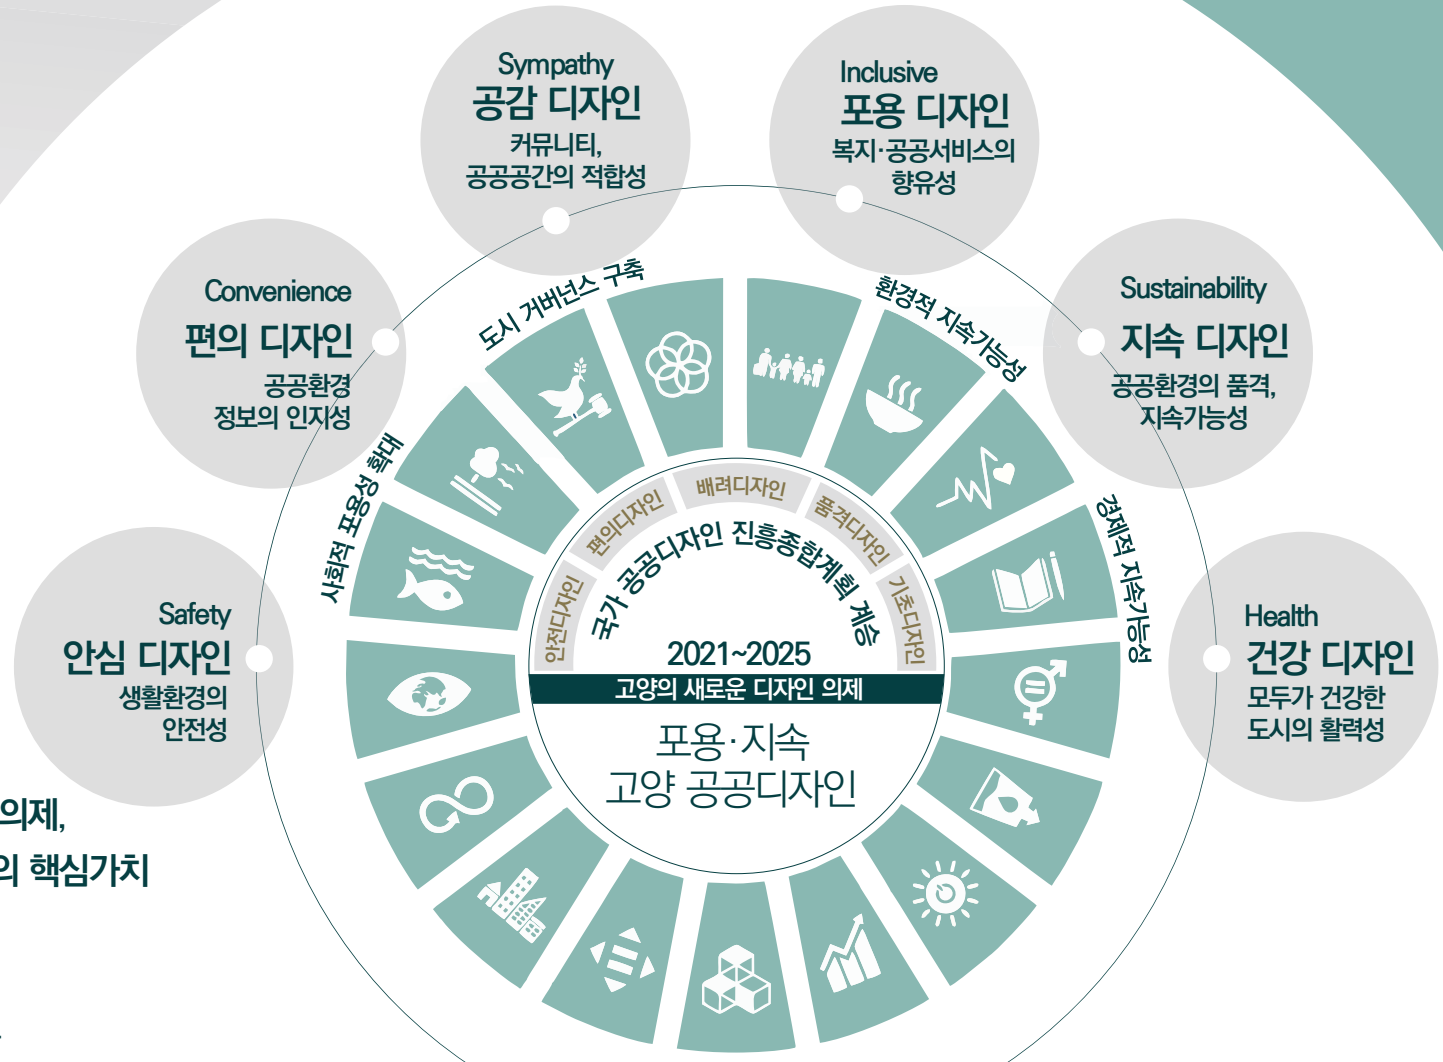 Sympathy
공감 디자인
커뮤니티,
공공공간의 적합성
Inclusive
포용 디자인
복지·공공서비스의
향유성
Convenience
편의 디자인
공공환경
정보의 인지성
Sustainability
지속 디자인
공공환경의 품격,
지속가능성
Safety
안심 디자인
생활환경의
안전성
Health
건강 디자인
모두가 건강한
도시의 활력성
사회적 포용성 확대
도시 거버넌스 구축
환경적 지속가능성
경제적 지속가능성
안전디자인
편의디자인
배려디자인
품격디자인
기초디자인
국가 공공디자인 진흥종합계획 계승
2021~2025
고양의 새로운 디자인 의제
포용·지속
고양 공공디자인
의제,
의 핵심가치